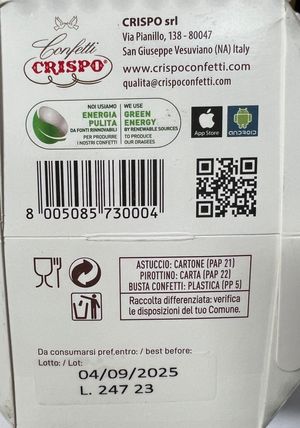 CRISPO srl
Via Pianillo, 138 - 80047
San Giuseppe Vesuviano (NA) Italy
www.crispoconfetti.com
qualita@crispoconfetti.com
Confetti
CRISPO®
NOI USIAMO
ENERGIA
PULITA
DA FONTI RINNOVABILI
PER PRODURRE
I NOSTRI CONFETTI
WE USE
GREEN
ENERGY
BY RENEWABLE SOURCES
TO PRODUCE
OUR DRAGEES
App Store
ANDROID
8 005085 730004
ASTUCCIO: CARTONE (PAP 21)
PIROTTINO: CARTA (PAP 22)
BUSTA CONFETTI: PLASTICA (PP 5)
Raccolta differenziata: verifica
le disposizioni del tuo Comune.
Da consumarsi pref.entro: / best before:
Lotto: / Lot:
04/09/2025
L. 247 23